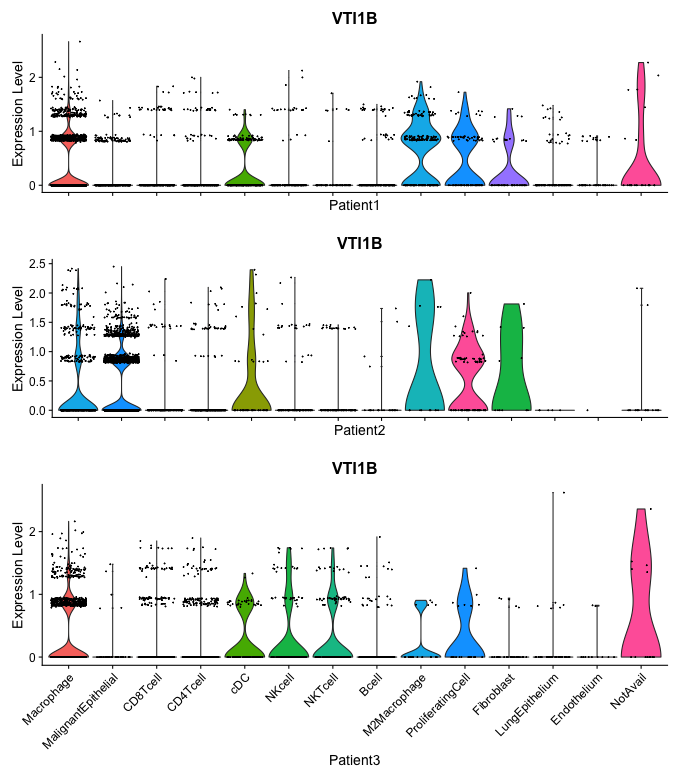 VTI1B
Expression Level
2
1
0
Patient1
VTI1B
Expression Level
2.5
2.0
1.5
1.0
0.5
0.0
Patient2
VTI1B
Expression Level
2
1
0
Macrophage
MalignantEpithelial
CD8Tcell
CD4Tcell
cDC
NKcell
NKTcell
Bcell
M2Macrophage
ProliferatingCell
Fibroblast
LungEpithelium
Endothelium
NotAvail
Patient3